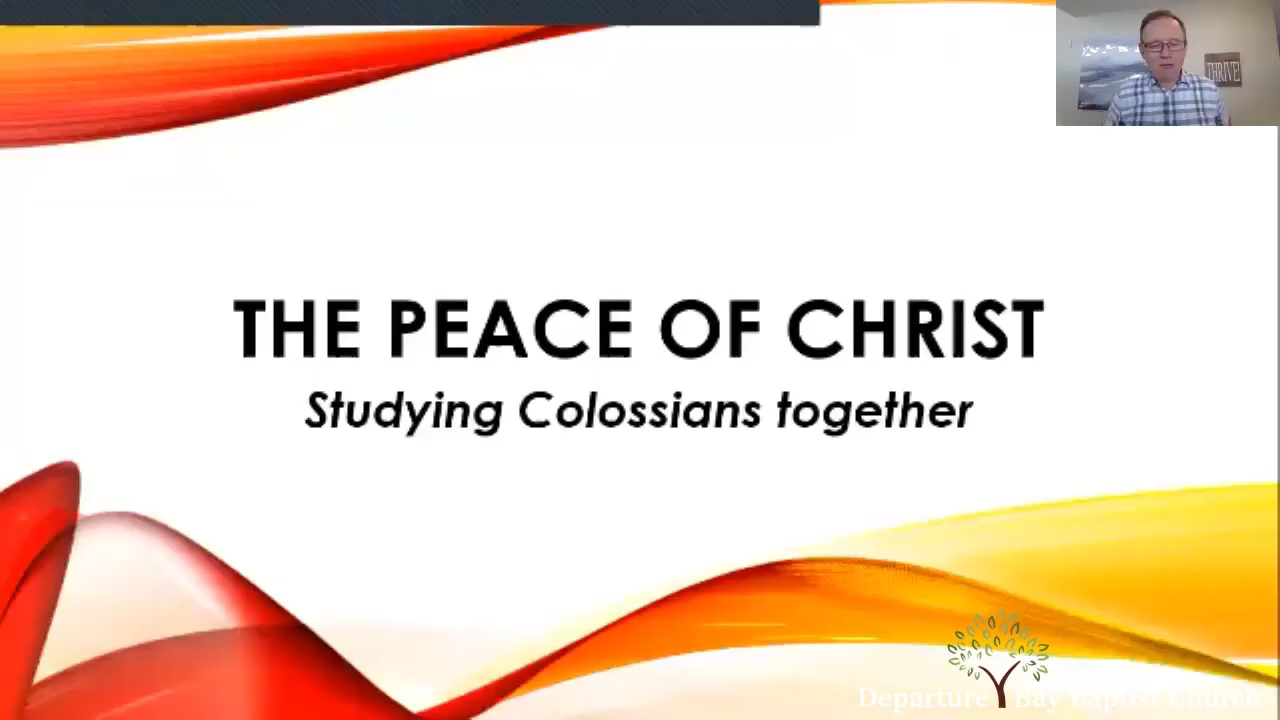 THRIVE
THE PEACE OF CHRIST
Studying Colossians together
Departure Bay Baptist Church